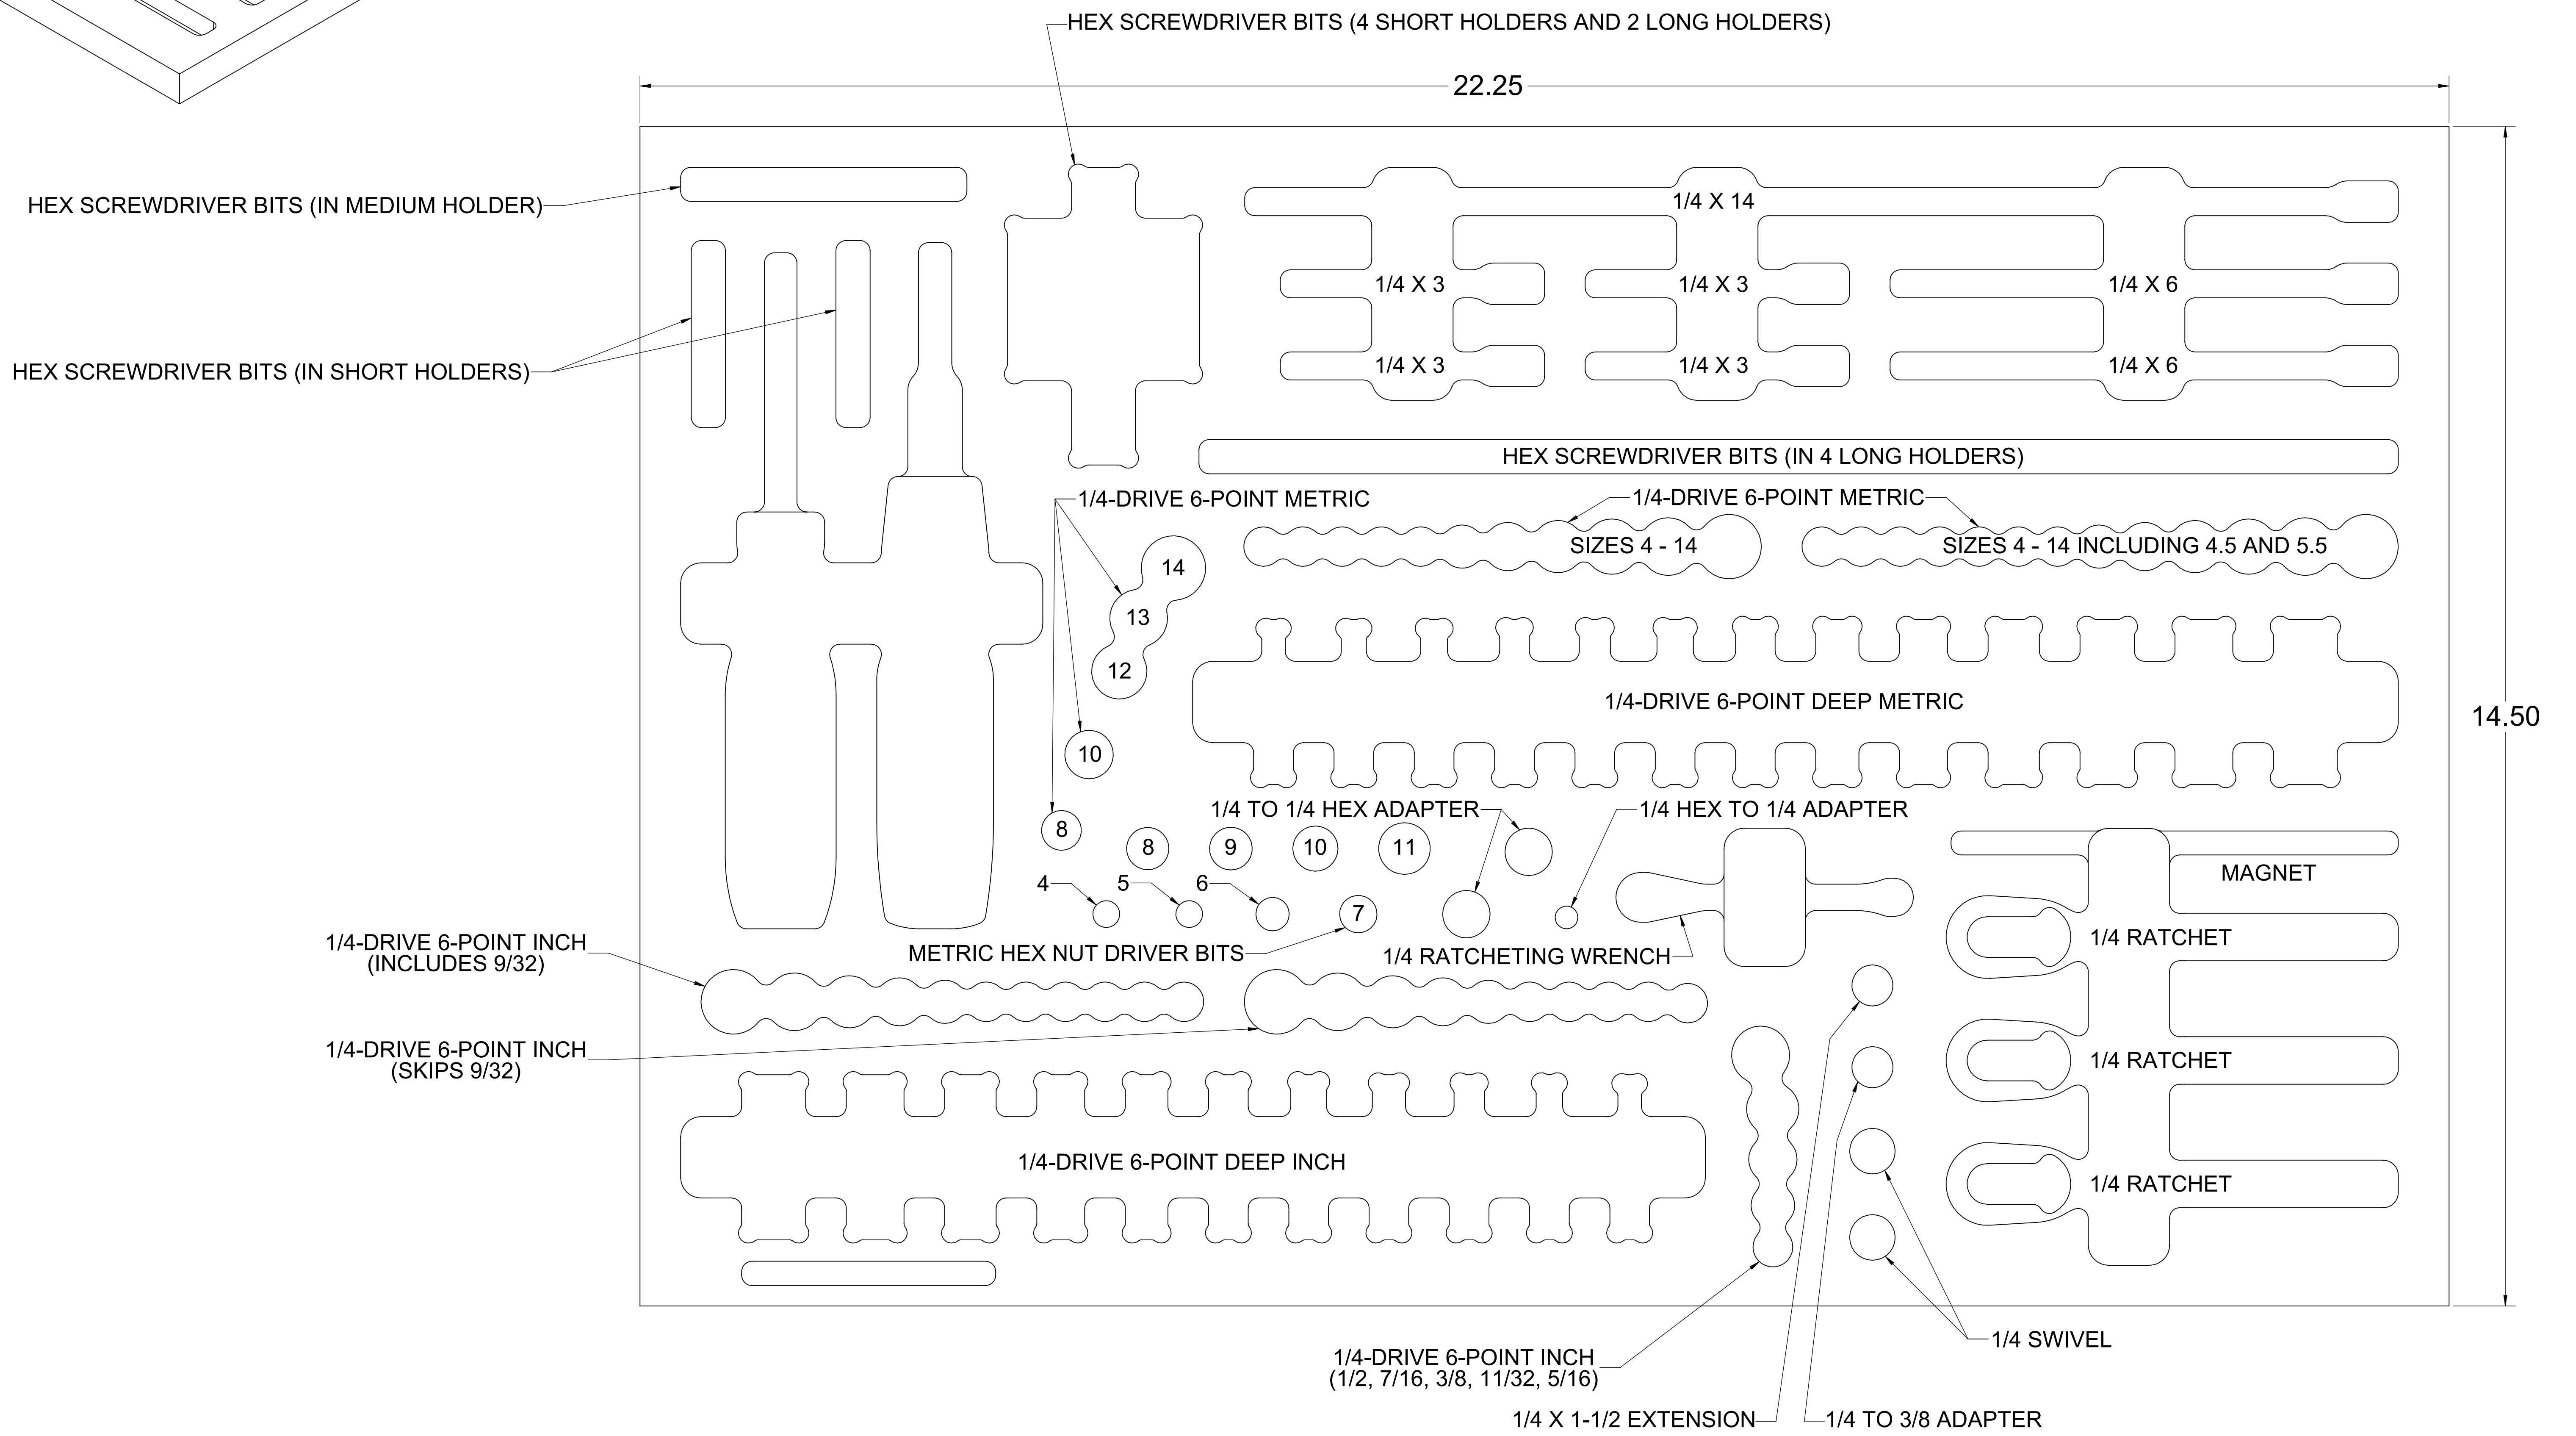 HEX SCREWDRIVER BITS (4 SHORT HOLDERS AND 2 LONG HOLDERS)
22.25
HEX SCREWDRIVER BITS (IN MEDIUM HOLDER)
1/4 X 14
1/4 X 3
1/4 X 3
1/4 X 6
HEX SCREWDRIVER BITS (IN SHORT HOLDERS)
1/4 X 3
1/4 X 3
1/4 X 6
HEX SCREWDRIVER BITS (IN 4 LONG HOLDERS)
1/4-DRIVE 6-POINT METRIC
1/4-DRIVE 6-POINT METRIC
SIZES 4 - 14
SIZES 4 - 14 INCLUDING 4.5 AND 5.5
14
13
12
1/4-DRIVE 6-POINT DEEP METRIC
14.50
10
1/4 TO 1/4 HEX ADAPTER
1/4 HEX TO 1/4 ADAPTER
8
8
9
10
11
MAGNET
4
5
6
7
1/4 RATCHET
METRIC HEX NUT DRIVER BITS
1/4 RATCHETING WRENCH
1/4-DRIVE 6-POINT INCH
(INCLUDES 9/32)
1/4-DRIVE 6-POINT INCH
(SKIPS 9/32)
1/4 RATCHET
1/4-DRIVE 6-POINT DEEP INCH
1/4 RATCHET
1/4 SWIVEL
1/4-DRIVE 6-POINT INCH
(1/2, 7/16, 3/8, 11/32, 5/16)
1/4 X 1-1/2 EXTENSION
1/4 TO 3/8 ADAPTER